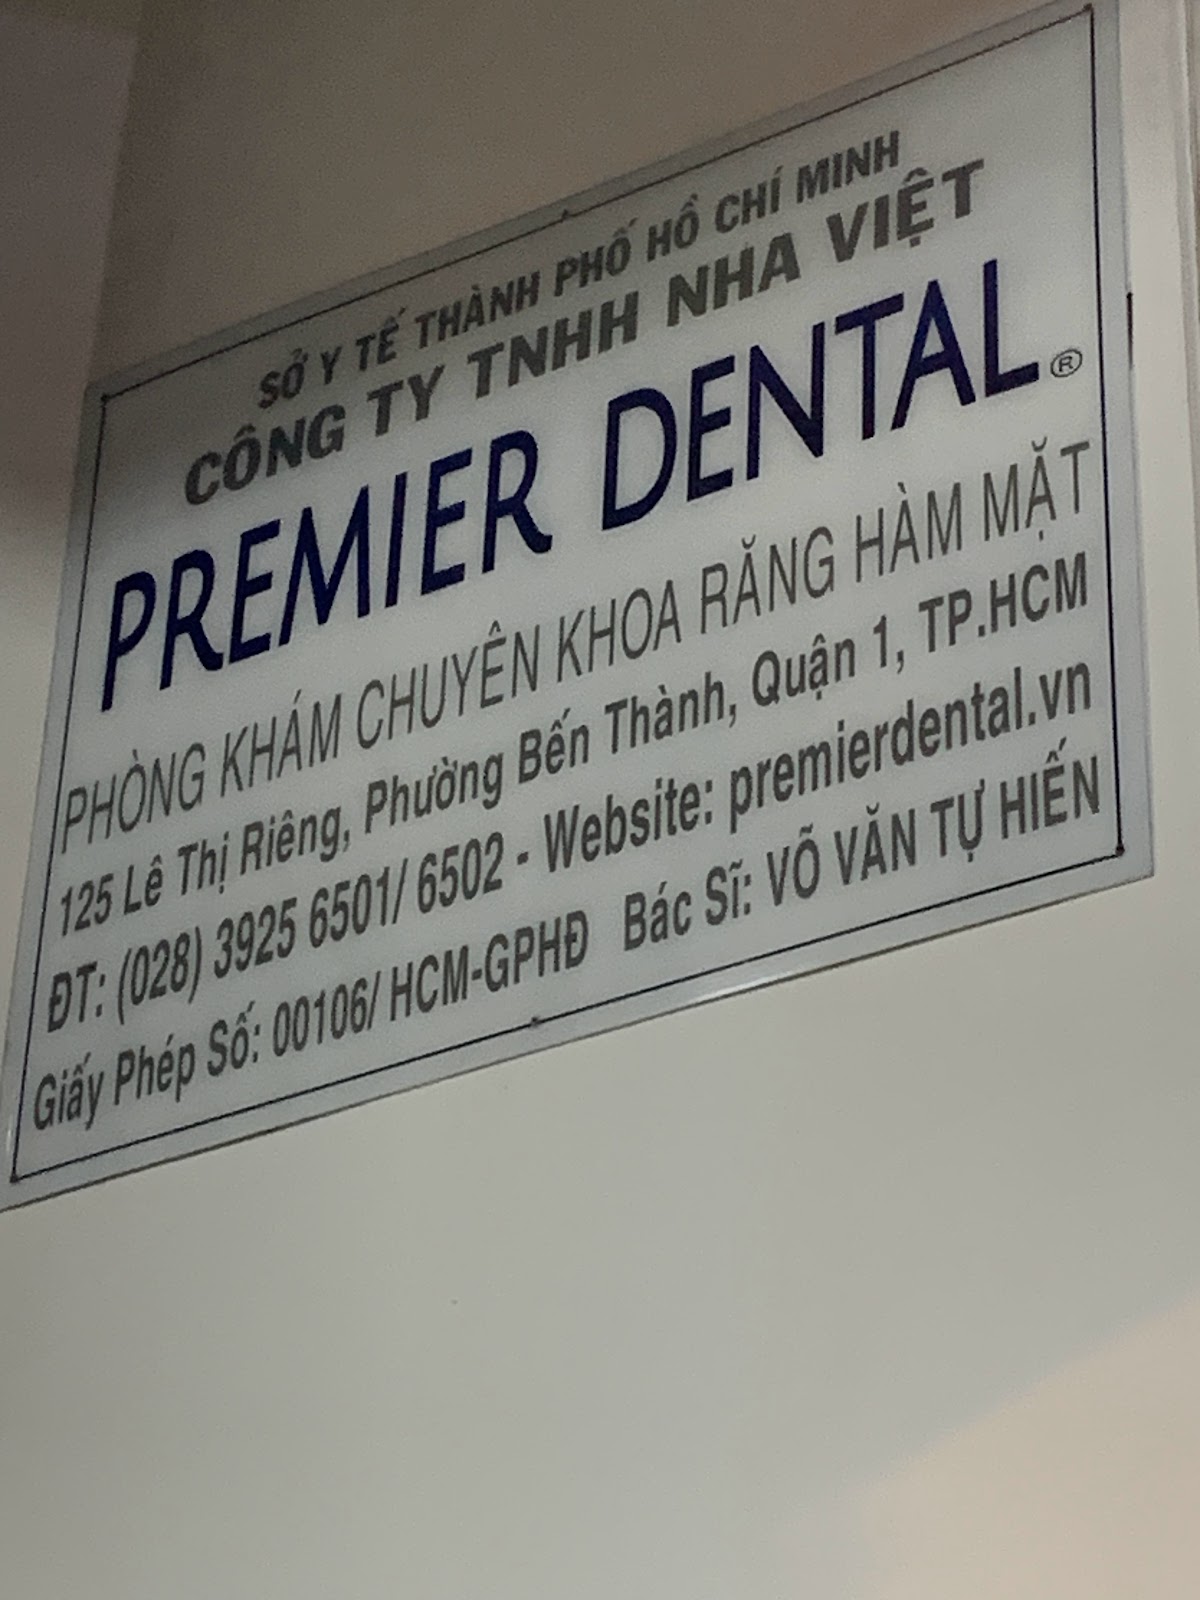 SỞ Y TẾ THÀNH PHỐ HỒ CHÍ MINH
CÔNG TY TNHH NHA VIỆT
PREMIER DENTAL®
PHÒNG KHÁM CHUYÊN KHOA RĂNG HÀM MẶT
125 Lê Thị Riêng, Phường Bến Thành, Quận 1, TP.HCM
ĐT: (028) 3925 6501/ 6502 - Website: premierdental.vn
Giấy Phép Số: 00106/ HCM-GPHĐ Bác Sĩ: VÕ VĂN TỰ HIẾN